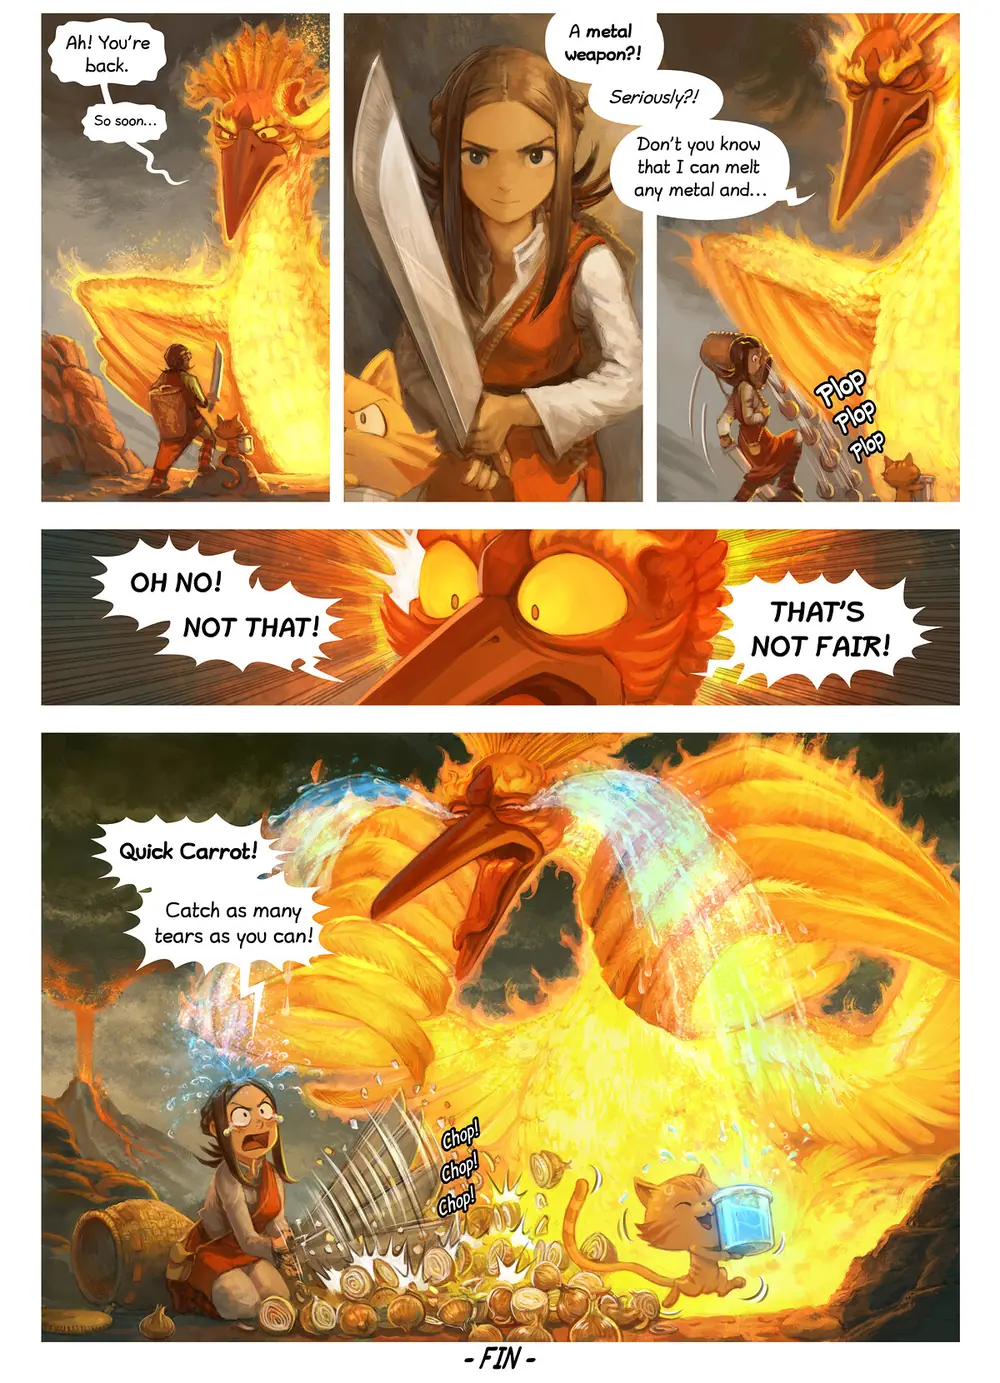 Ah! You're
back.
So soon...
A metal
weapon?!
Seriously?!
Don't you know
that I can melt
any metal and...
Plop
Plop
Plop
OH NO!
NOT THAT!
THAT'S
NOT FAIR!
Quick Carrot!
Catch as many
tears as you can!
Chop!
Chop!
Chop!
- FIN -